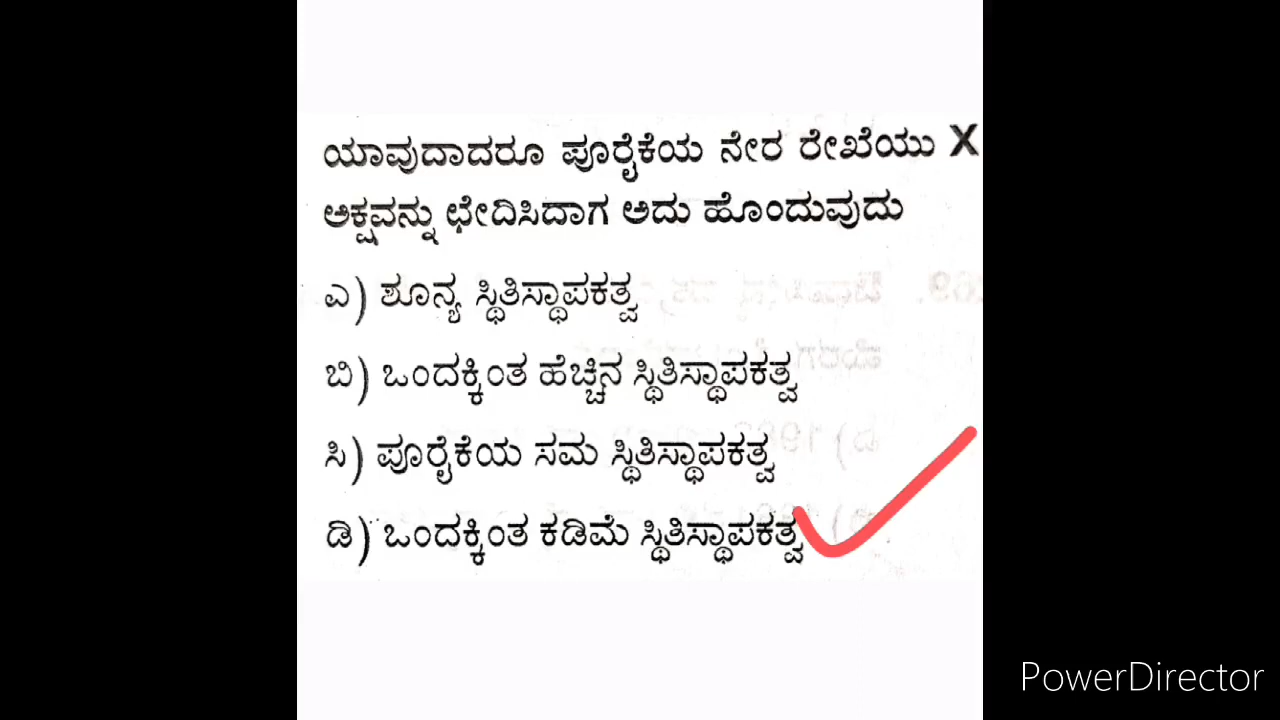 ಯಾವುದಾದರೂ ಪೂರೈಕೆಯ ನೇರ ರೇಖೆಯು X
ಅಕ್ಷವನ್ನು ಛೇದಿಸಿದಾಗ ಅದು ಹೊಂದುವುದು
ಎ) ಶೂನ್ಯ ಸ್ಥಿತಿಸ್ಥಾಪಕತ್ವ
ಬಿ) ಒಂದಕ್ಕಿಂತ ಹೆಚ್ಚಿನ ಸ್ಥಿತಿಸ್ಥಾಪಕತ್ವ
ಸಿ) ಪೂರೈಕೆಯ ಸಮ ಸ್ಥಿತಿಸ್ಥಾಪಕತ್ವ
ಡಿ) ಒಂದಕ್ಕಿಂತ ಕಡಿಮೆ ಸ್ಥಿತಿಸ್ಥಾಪಕತ್ವ
PowerDirector